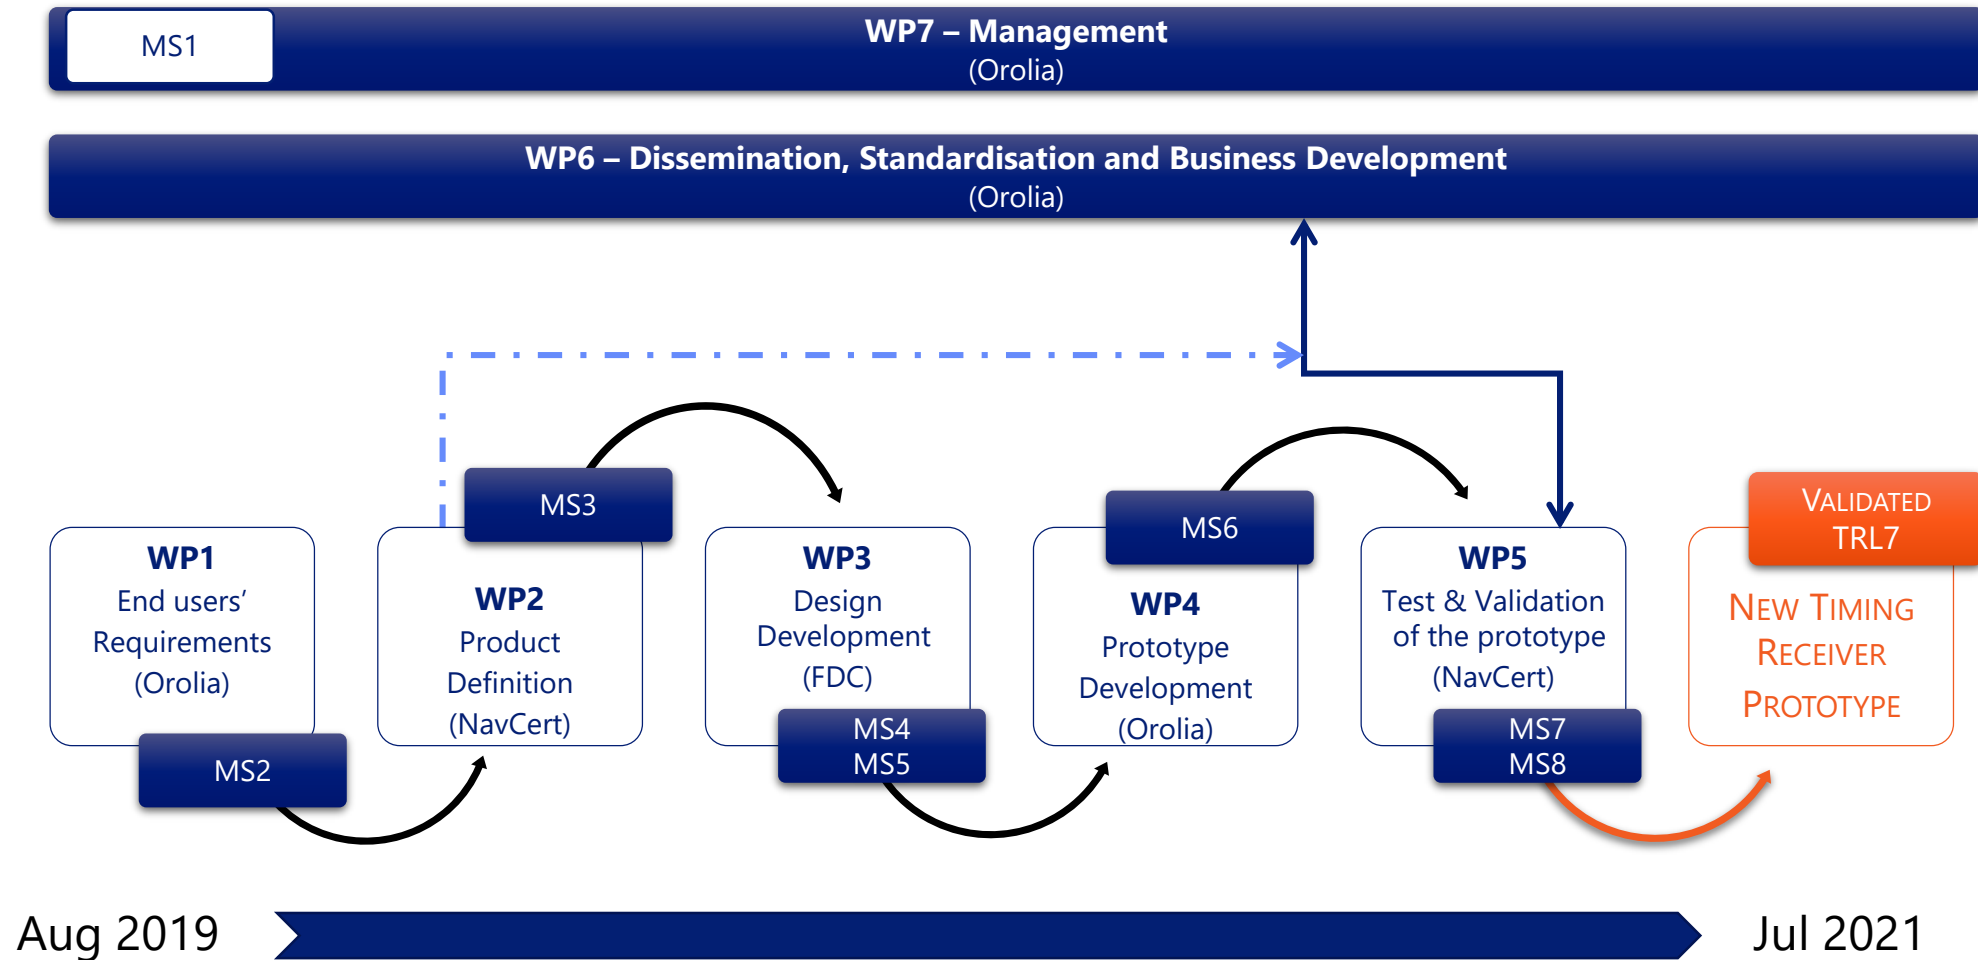 MS1
WP7 – Management
(Orolia)
WP6 – Dissemination, Standardisation and Business Development
(Orolia)
WP1
End users’
Requirements
(Orolia)
MS2
MS3
WP2
Product
Definition
(NavCert)
WP3
Design
Development
(FDC)
MS4
MS5
MS6
WP4
Prototype
Development
(Orolia)
WP5
Test & Validation
of the prototype
(NavCert)
MS7
MS8
VALIDATED
TRL7
NEW TIMING
RECEIVER
PROTOTYPE
Aug 2019
Jul 2021